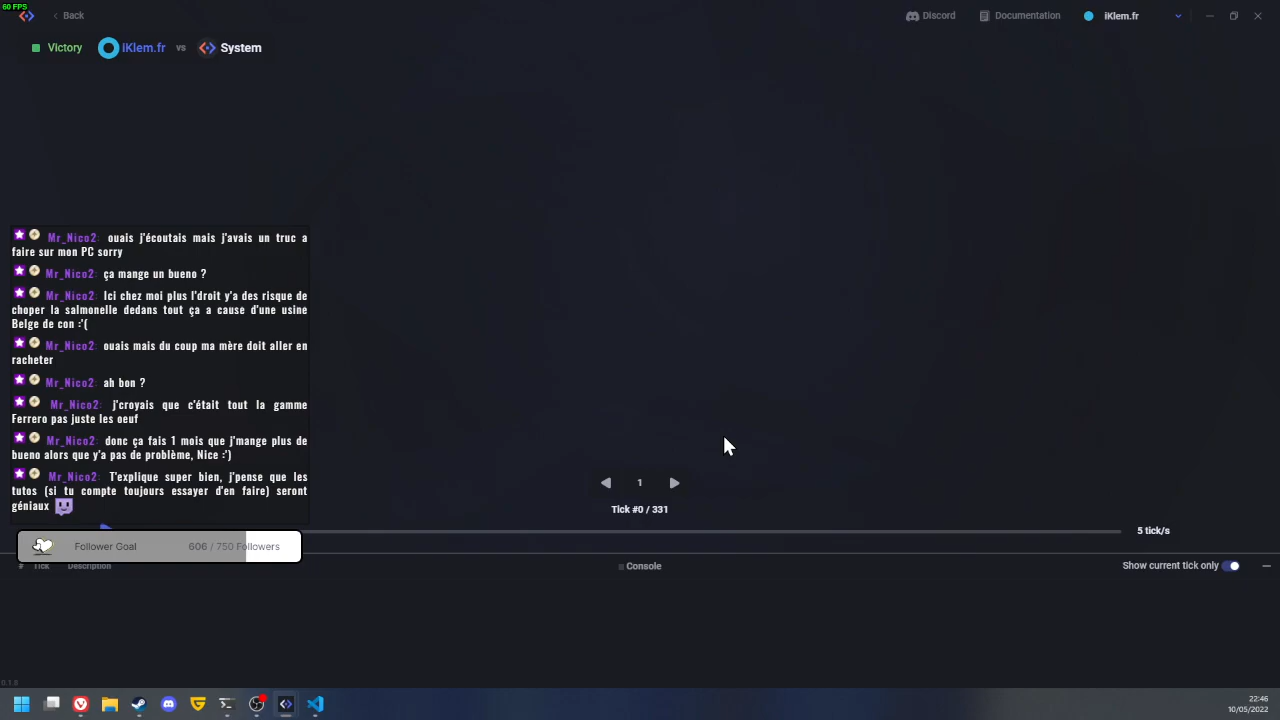 60 FPS
Back
Discord
Documentation
iKlem.fr
Victory
iKlem.fr
vs
System
Mr_Nico2: ouais j'écoutais mais j'avais un truc a
faire sur mon PC sorry
Mr_Nico2: ça mange un bueno ?
Mr_Nico2: Ici chez moi plus l'droit y'a des risque de
choper la salmonelle dedans tout ça a cause d'une usine
Belge de con :'(
Mr_Nico2: ouais mais du coup ma mère doit aller en
racheter
Mr_Nico2: ah bon ?
Mr_Nico2: j'croyais que c'était tout la gamme
Ferrero pas juste les oeuf
Mr_Nico2: donc ça fais 1 mois que j'mange plus de
bueno alors que y'a pas de problème, Nice :')
Mr_Nico2: T'explique super bien, j'pense que les
tutos (si tu compte toujours essayer d'en faire) seront
géniaux
1
Tick #0 / 331
5 tick/s
Follower Goal
606 / 750 Followers
# Tick Description
Console
Show current tick only
0.1.8
22:46
10/05/2022